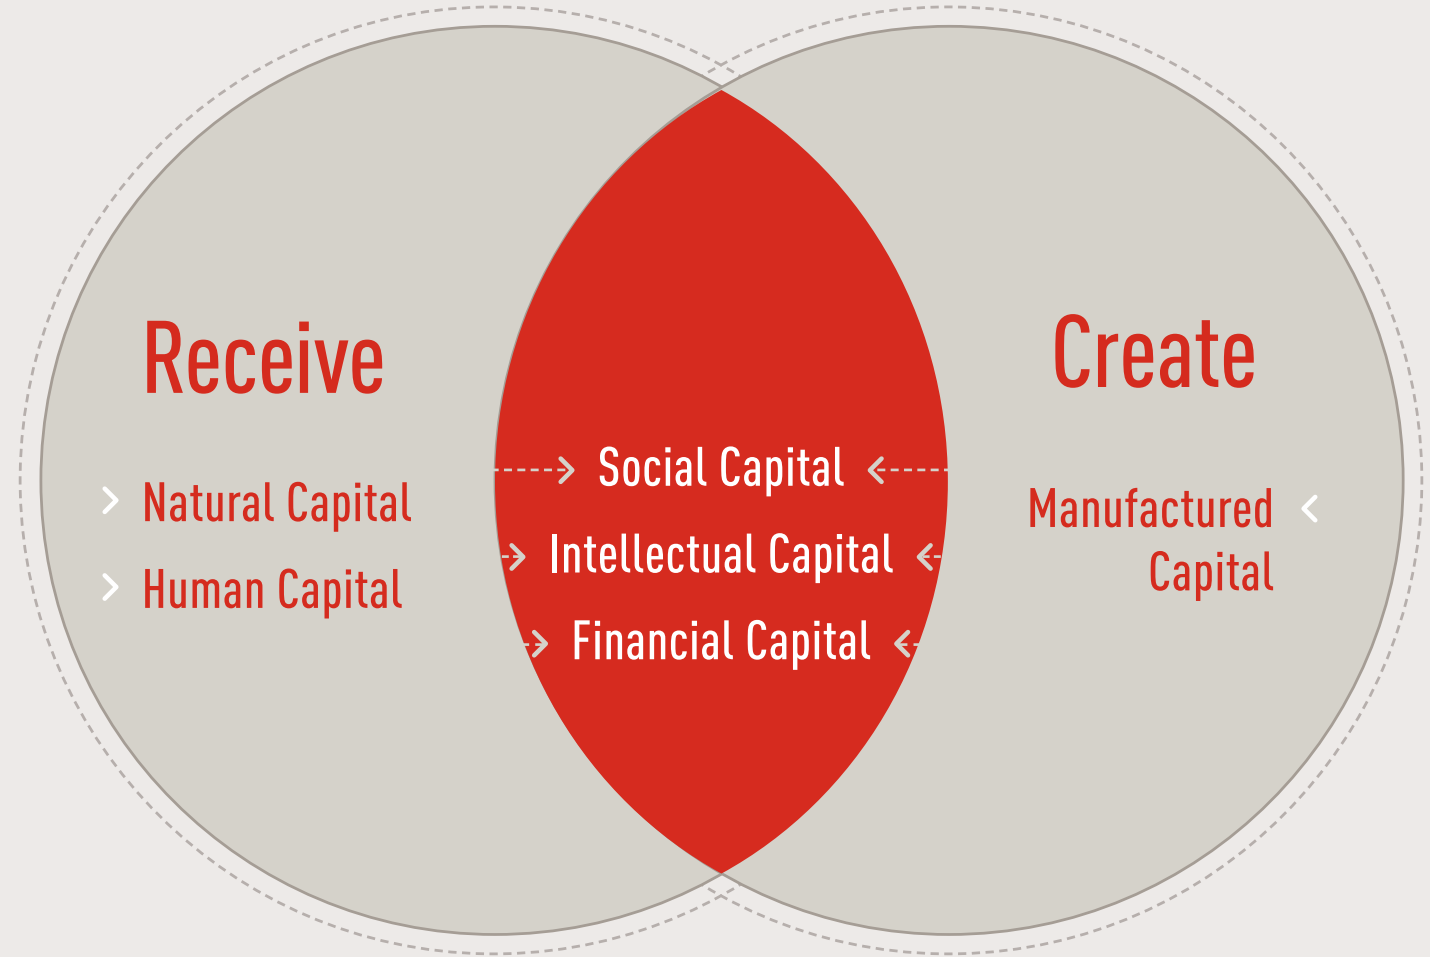 Receive
Natural Capital
Human Capital
Social Capital
Intellectual Capital
Financial Capital
Create
Manufactured
Capital